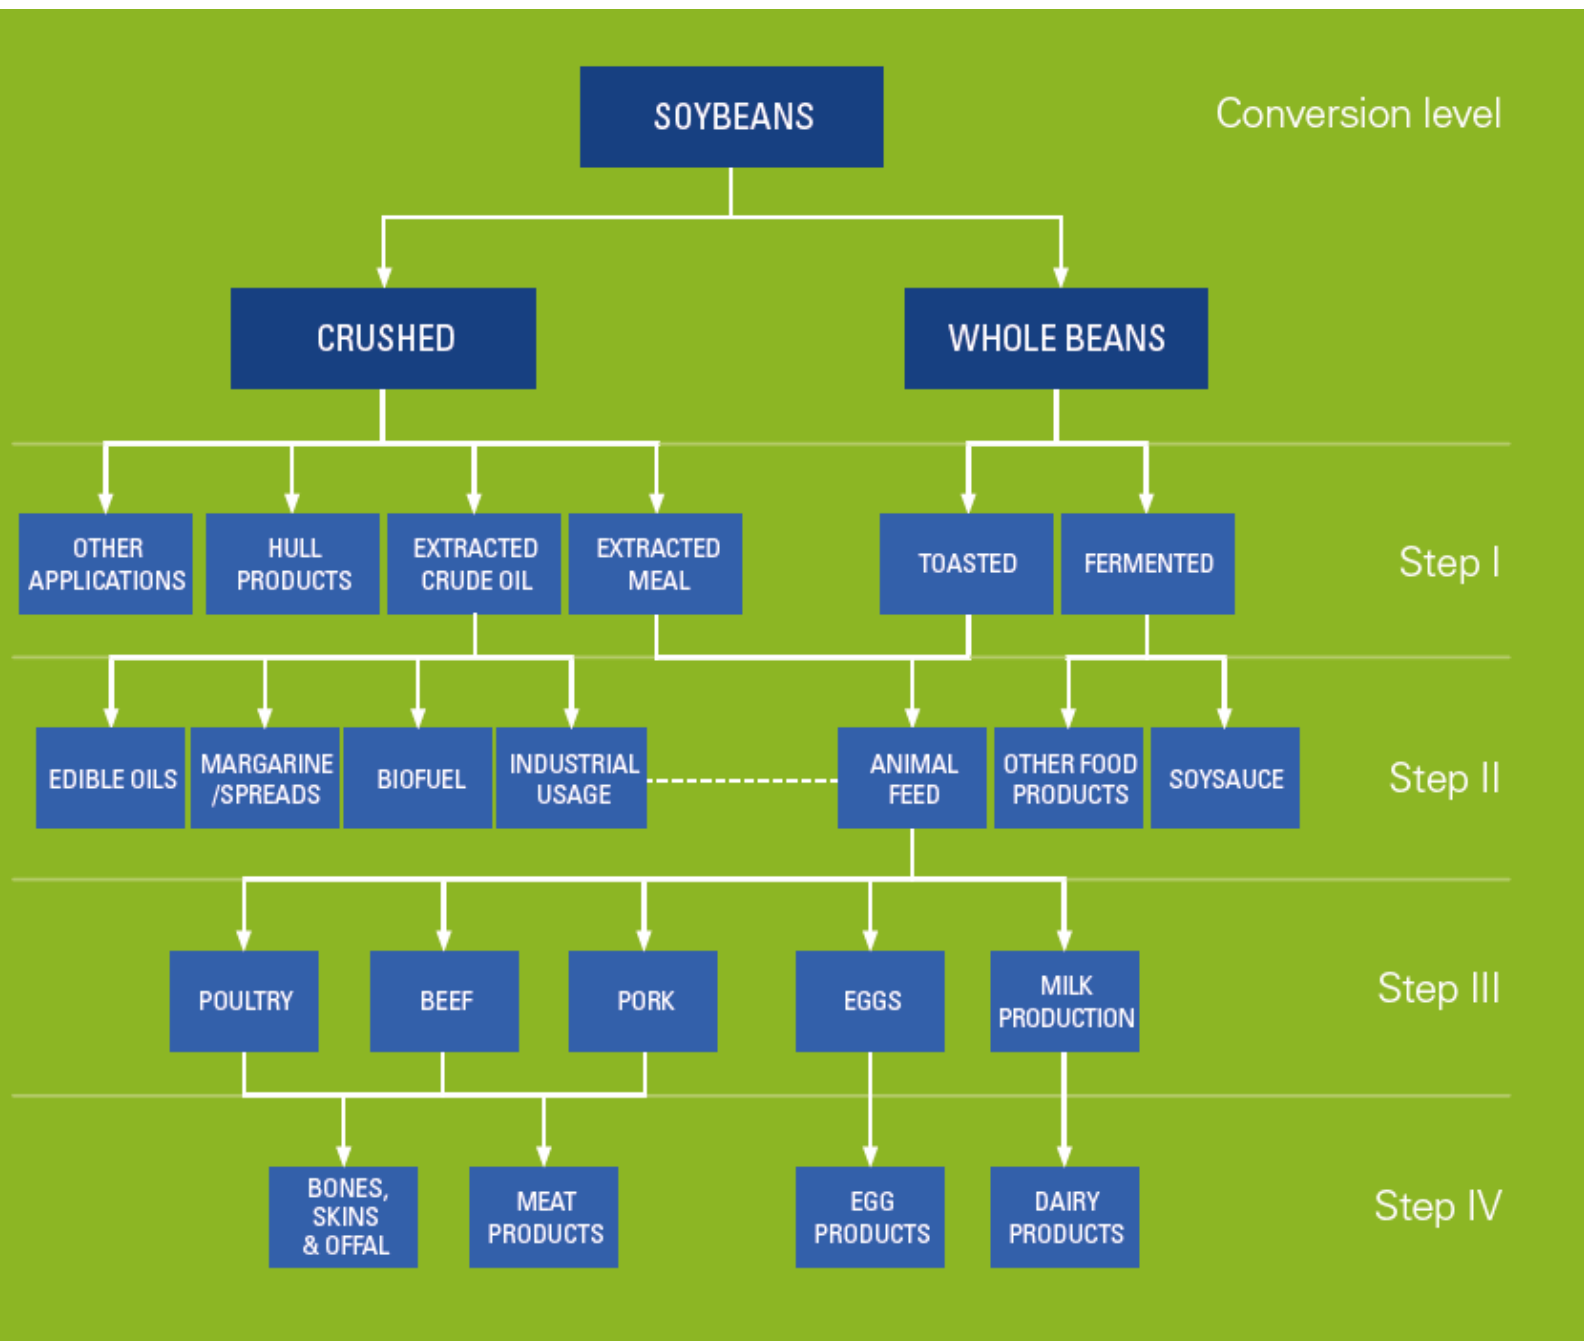 SOYBEANS
Conversion level
CRUSHED
WHOLE BEANS
OTHER
APPLICATIONS
HULL
PRODUCTS
EXTRACTED
CRUDE OIL
EXTRACTED
MEAL
TOASTED
FERMENTED
Step I
EDIBLE OILS
MARGARINE
/SPREADS
BIOFUEL
INDUSTRIAL
USAGE
ANIMAL
FEED
OTHER FOOD
PRODUCTS
SOYSAUCE
Step II
POULTRY
BEEF
PORK
EGGS
MILK
PRODUCTION
Step III
BONES,
SKINS
& OFFAL
MEAT
PRODUCTS
EGG
PRODUCTS
DAIRY
PRODUCTS
Step IV